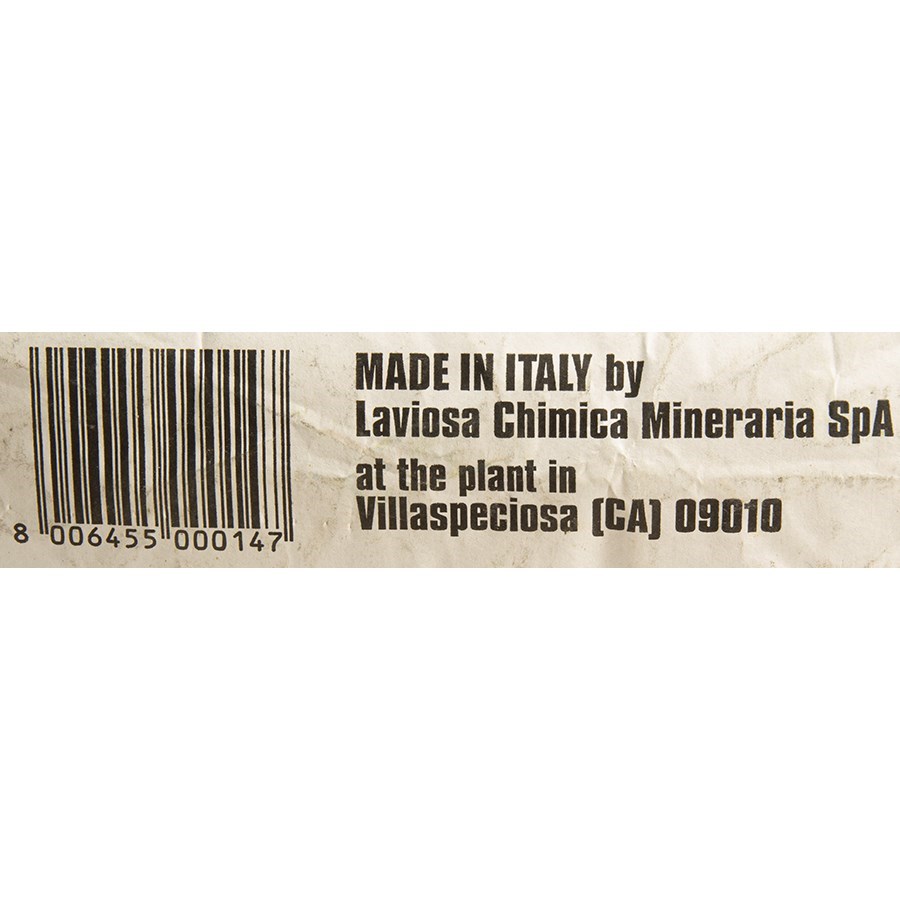 8 006455 000147
MADE IN ITALY by
Laviosa Chimica Mineraria SpA
at the plant in
Villaspeciosa (CA) 09010